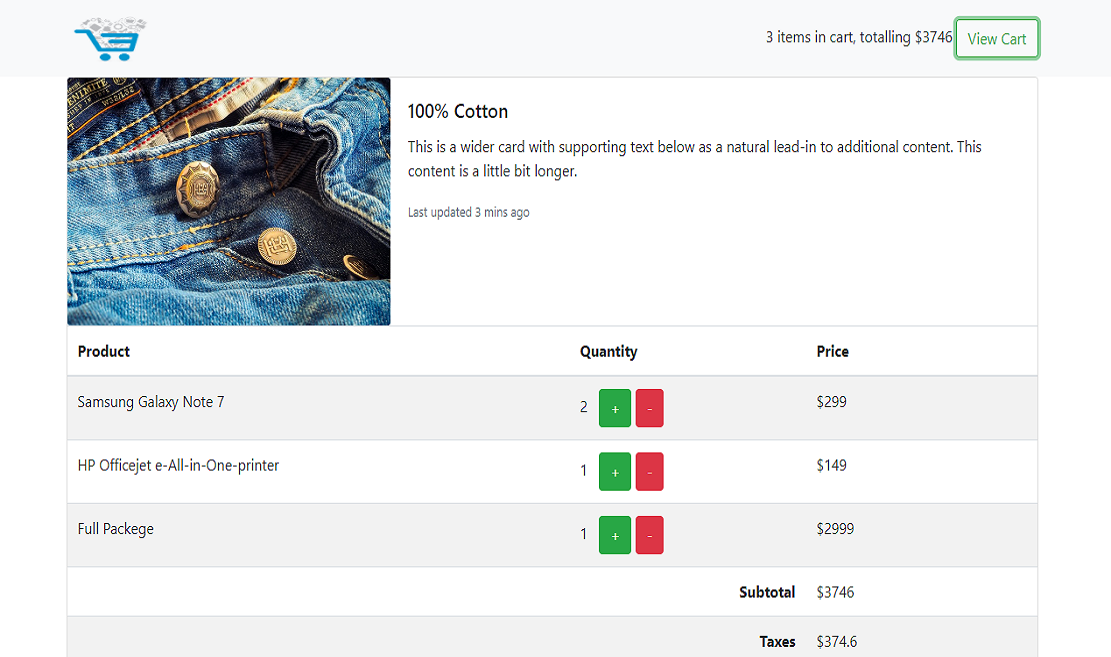 3 items in cart, totalling $3746 View Cart
100% Cotton
This is a wider card with supporting text below as a natural lead-in to additional content. This
content is a little bit longer.
Last updated 3 mins ago
Product Quantity Price
Samsung Galaxy Note 7 2 + - $299
HP Officejet e-All-in-One-printer 1 + - $149
Full Packege 1 + - $2999
Subtotal $3746
Taxes $374.6